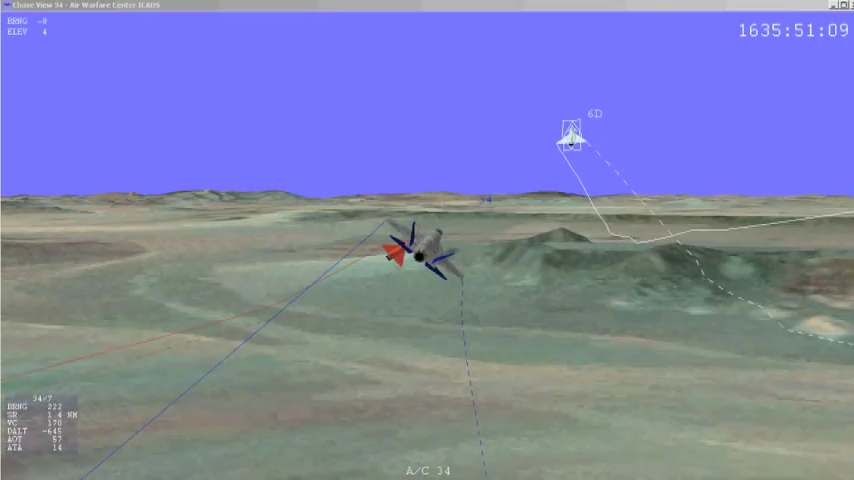 Chase View 34 - Air Warfare Center JCADS
BRNG -8
ELEV 4
1635:51:09
6D
34
34/7
BRNG 222
SR 1.4 NM
VC 170
DALT -645
AOT 57
ATA 14
A/C 34